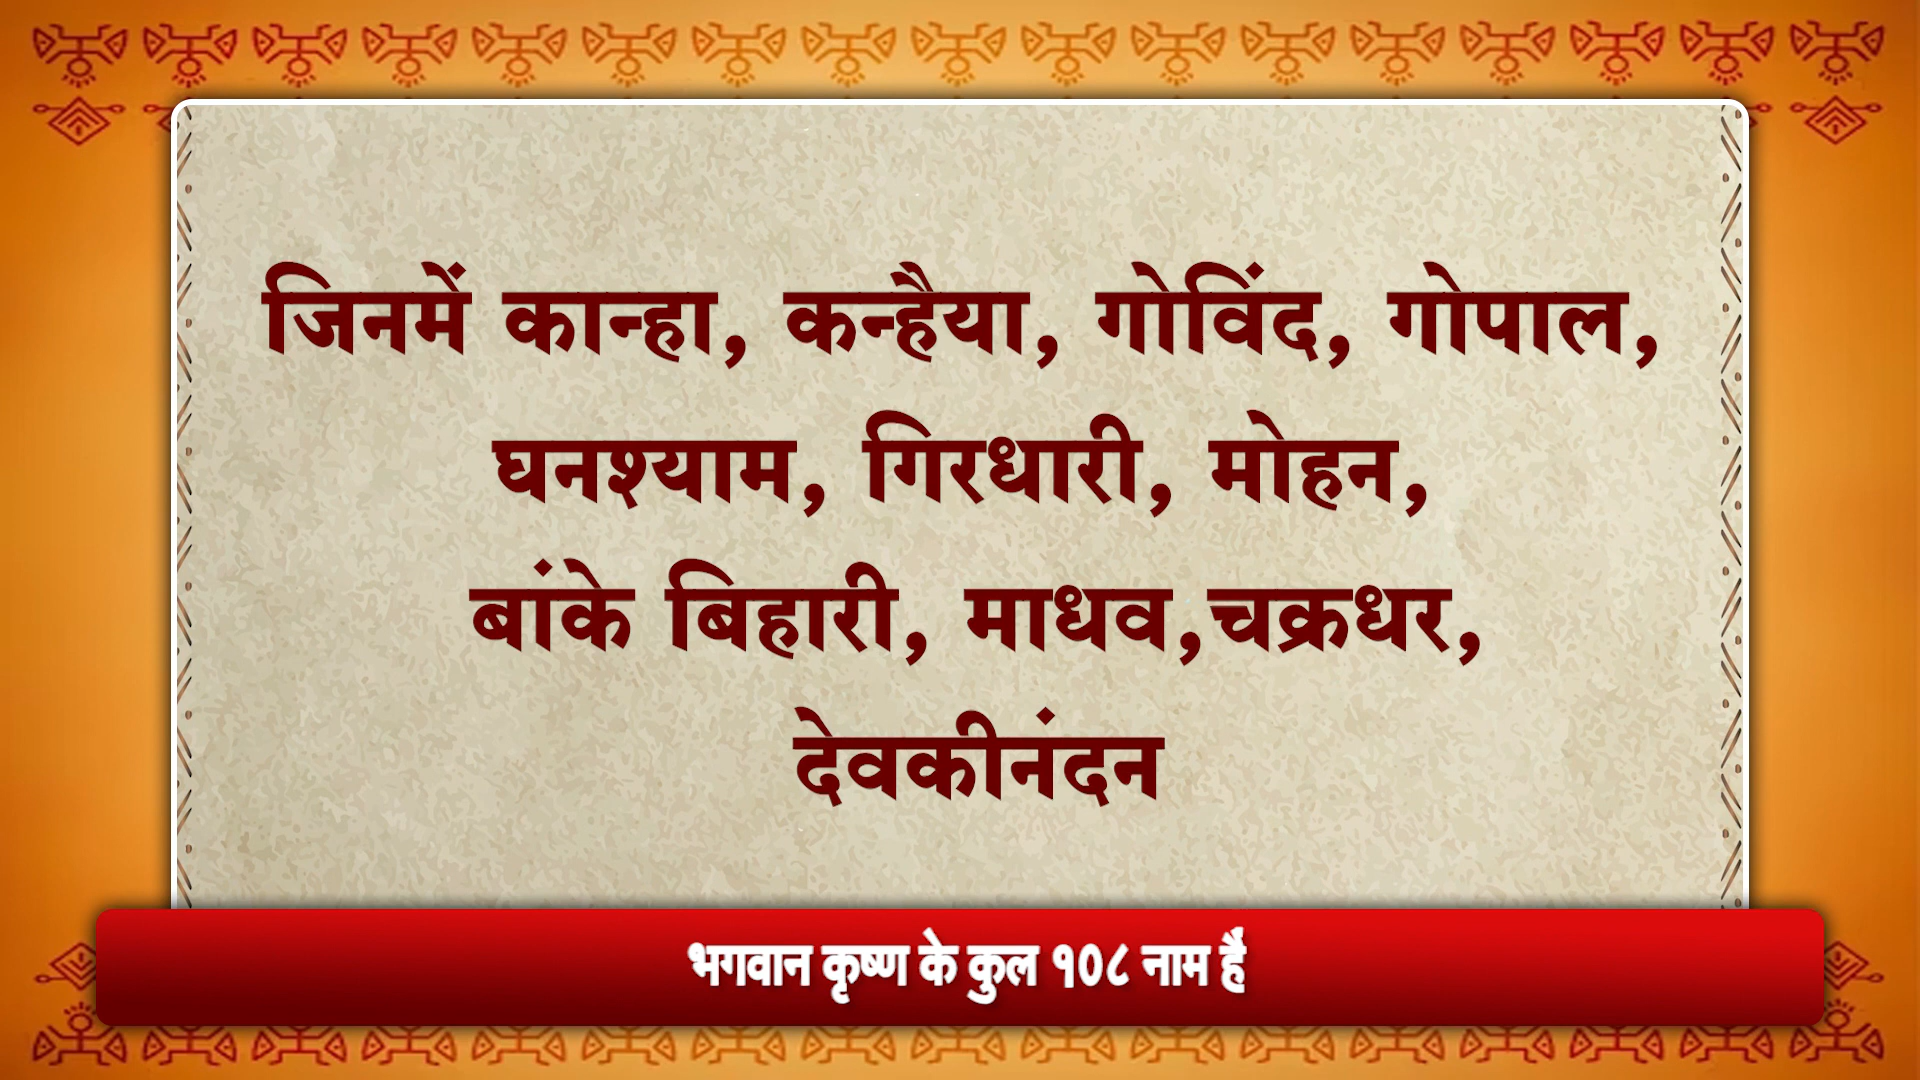 जिनमें कान्हा, कन्हैया, गोविंद, गोपाल,
घनश्याम, गिरधारी, मोहन,
बांके बिहारी, माधव,चक्रधर,
देवकीनंदन
भगवान कृष्ण के कुल १०८ नाम हैं